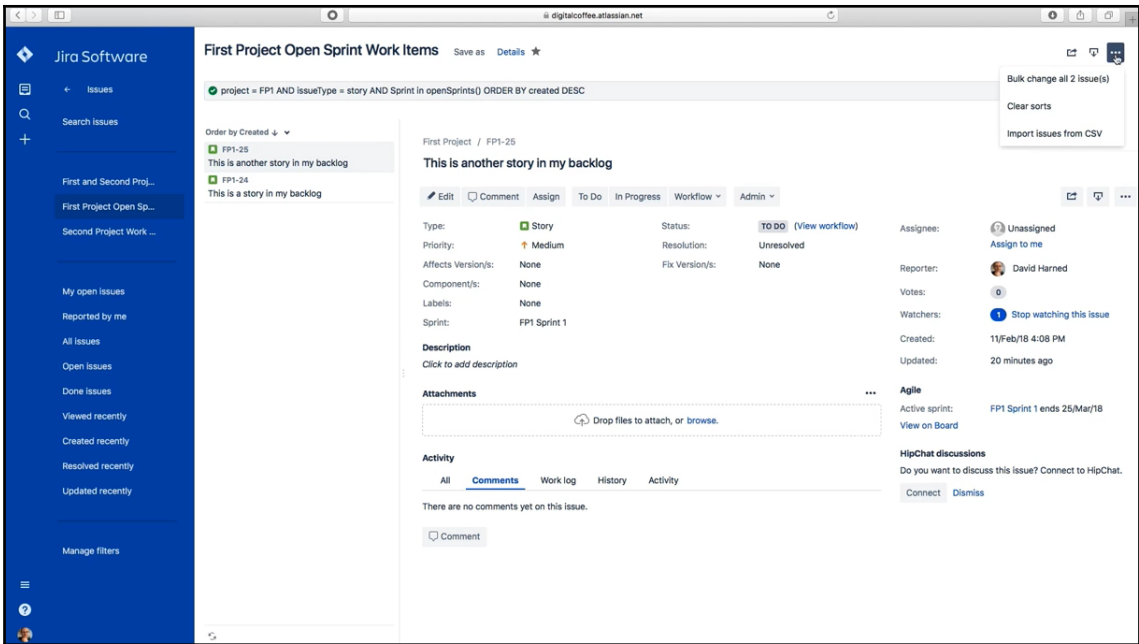 digitalcoffee.atlassian.net
Jira Software
Issues
Search issues
First and Second Proj...
First Project Open Sp...
Second Project Work ...
My open issues
Reported by me
All issues
Open issues
Done issues
Viewed recently
Created recently
Resolved recently
Updated recently
Manage filters
First Project Open Sprint Work Items Save as Details
project = FP1 AND issueType = story AND Sprint in openSprints() ORDER BY created DESC
Bulk change all 2 issue(s)
Clear sorts
Import issues from CSV
Order by Created
FP1-25
This is another story in my backlog
FP1-24
This is a story in my backlog
First Project / FP1-25
This is another story in my backlog
Edit Comment Assign To Do In Progress Workflow Admin
Type: Story Status: TO DO (View workflow)
Priority: Medium Resolution: Unresolved
Affects Version/s: None Fix Version/s: None
Component/s: None
Labels: None
Sprint: FP1 Sprint 1
Description
Click to add description
Attachments
Drop files to attach, or browse.
Activity
All Comments Work log History Activity
There are no comments yet on this issue.
Comment
Assignee: Unassigned
Assign to me
Reporter: David Harned
Votes: 0
Watchers: 1 Stop watching this issue
Created: 11/Feb/18 4:08 PM
Updated: 20 minutes ago
Agile
Active sprint: FP1 Sprint 1 ends 25/Mar/18
View on Board
HipChat discussions
Do you want to discuss this issue? Connect to HipChat.
Connect Dismiss